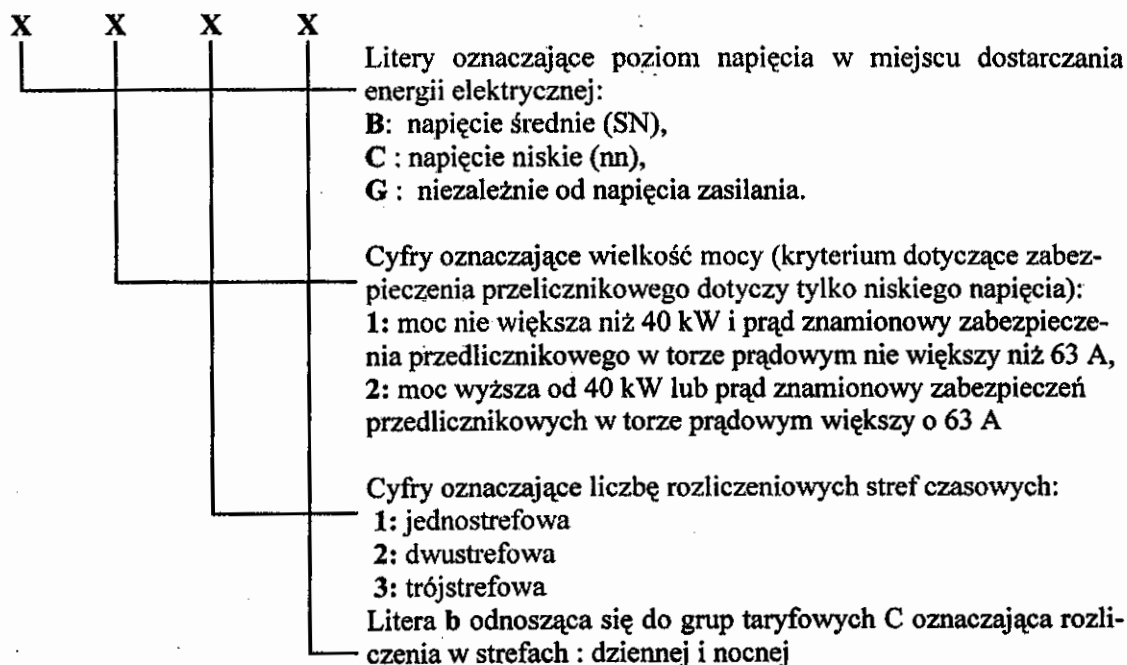 X X X X
Litery oznaczające poziom napięcia w miejscu dostarczania
energii elektrycznej:
B: napięcie średnie (SN),
C : napięcie niskie (nn),
G : niezależnie od napięcia zasilania.
Cyfry oznaczające wielkość mocy (kryterium dotyczące zabez-
pieczenia przelicznikowego dotyczy tylko niskiego napięcia):
1: moc nie większa niż 40 kW i prąd znamionowy zabezpiecze-
nia przedlicznikowego w torze prądowym nie większy niż 63 A,
2: moc wyższa od 40 kW lub prąd znamionowy zabezpieczeń
przedlicznikowych w torze prądowym większy o 63 A
Cyfry oznaczające liczbę rozliczeniowych stref czasowych:
1: jednostrefowa
2: dwustrefowa
3: trójstrefowa
Litera b odnosząca się do grup taryfowych C oznaczająca rozli-
czenia w strefach : dziennej i nocnej